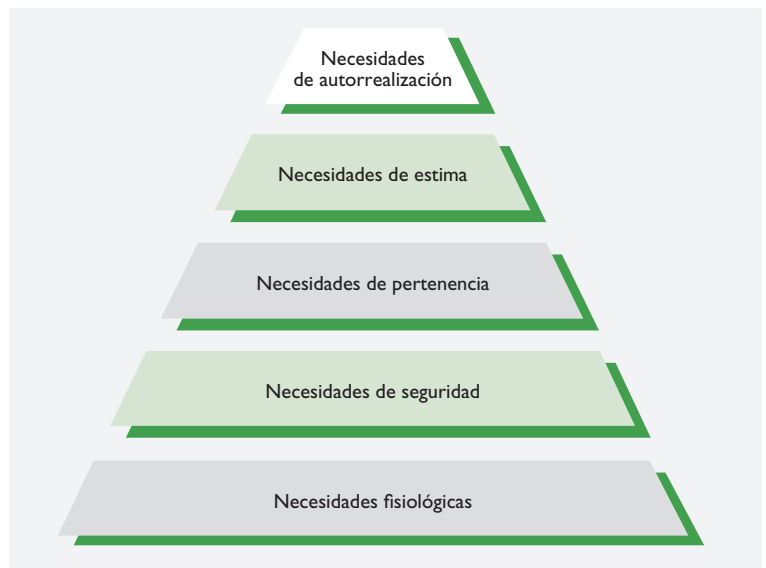 Necesidades
de autorrealización
Necesidades de estima
Necesidades de pertenencia
Necesidades de seguridad
Necesidades fisiológicas